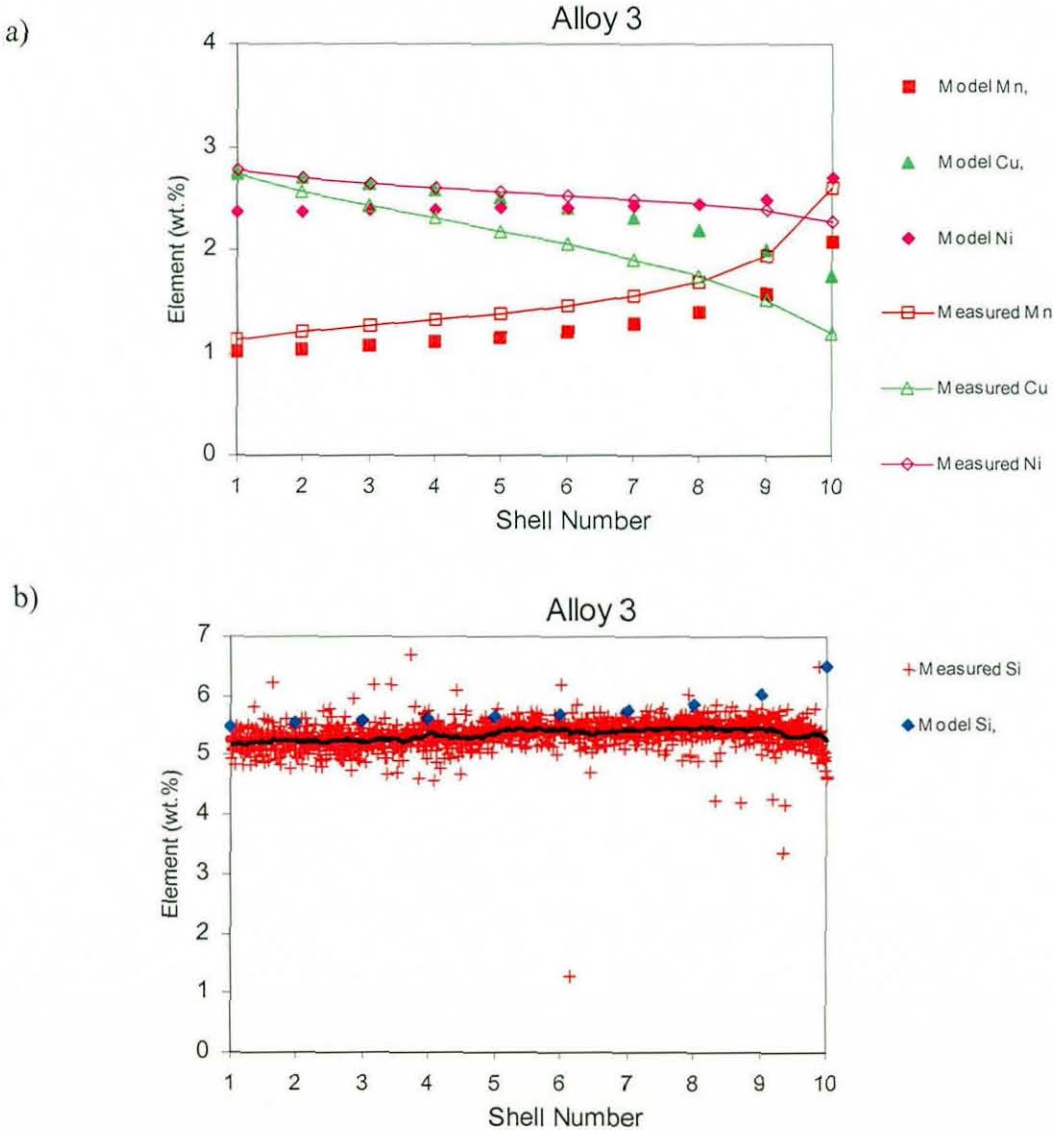 a)
Alloy 3
4
3
2
1
0
Element (wt.%)
1 2 3 4 5 6 7 8 9 10
Shell Number
Model Mn,
Model Cu,
Model Ni
Measured Mn
Measured Cu
Measured Ni
b)
Alloy 3
7
6
5
4
3
2
1
0
Element (wt.%)
1 2 3 4 5 6 7 8 9 10
Shell Number
Measured Si
Model Si,